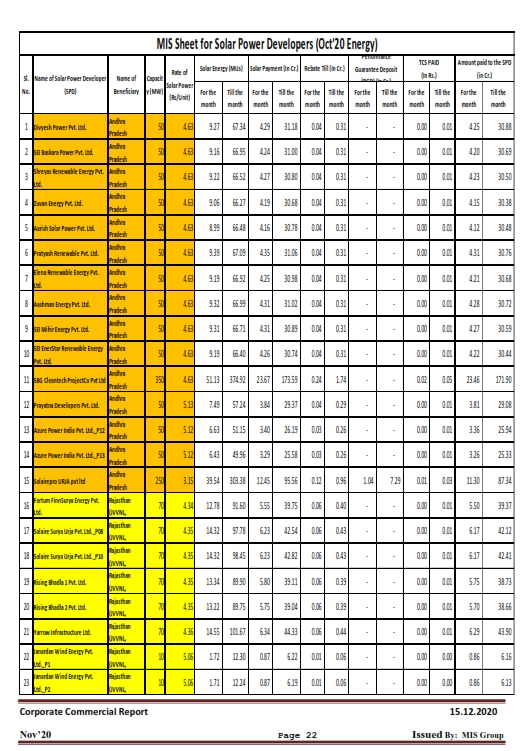 MIS Sheet for Solar Power Developers (Oct'20 Energy)
Sl. No. Name of Solar Power Developer (SPD) Name of Beneficiary Capacity (MW) Rate of Solar Power (Rs/Unit) Solar Energy (MUs) Solar Payment (In Cr.) Rebate Till (In Cr.) Performance Guarantee Deposit TCS PAID (In Rs.) Amount paid to the SPD (in Cr.)
For the month Till the month For the month Till the month For the month Till the month For the month Till the month For the month Till the month For the month Till the month
1 Divyesh Power Pvt. Ltd. Andhra Pradesh 50 4.63 9.27 67.34 4.29 31.18 0.04 0.31 - - 0.00 0.01 4.25 30.88
2 SEI Baskara Power Pvt. Ltd. Andhra Pradesh 50 4.63 9.16 66.95 4.24 31.00 0.04 0.31 - - 0.00 0.01 4.20 30.69
3 Shreyas Renewable Energy Pvt. Ltd. Andhra Pradesh 50 4.63 9.22 66.52 4.27 30.80 0.04 0.31 - - 0.00 0.01 4.23 30.50
4 Zuvan Energy Pvt. Ltd. Andhra Pradesh 50 4.63 9.06 66.27 4.19 30.68 0.04 0.31 - - 0.00 0.01 4.15 30.38
5 Aarish Solar Power Pvt. Ltd. Andhra Pradesh 50 4.63 8.99 66.48 4.16 30.78 0.04 0.31 - - 0.00 0.01 4.12 30.48
6 Pratyash Renewable Pvt. Ltd. Andhra Pradesh 50 4.63 9.39 67.09 4.35 31.06 0.04 0.31 - - 0.00 0.01 4.31 30.76
7 Elena Renewable Energy Pvt. Ltd. Andhra Pradesh 50 4.63 9.19 66.92 4.25 30.98 0.04 0.31 - - 0.00 0.01 4.21 30.68
8 Aashman Energy Pvt. Ltd. Andhra Pradesh 50 4.63 9.32 66.99 4.31 31.02 0.04 0.31 - - 0.00 0.01 4.28 30.72
9 SEI Mihir Energy Pvt. Ltd. Andhra Pradesh 50 4.63 9.31 66.71 4.31 30.89 0.04 0.31 - - 0.00 0.01 4.27 30.59
10 SEI EnerStar Renewable Energy Pvt. Ltd. Andhra Pradesh 50 4.63 9.19 66.40 4.26 30.74 0.04 0.31 - - 0.00 0.01 4.22 30.44
11 SBG Cleantech ProjectCo Pvt Ltd Andhra Pradesh 350 4.63 51.13 374.92 23.67 173.59 0.24 1.74 - - 0.02 0.05 23.46 171.90
12 Prayatna Developers Pvt. Ltd. Andhra Pradesh 50 5.13 7.49 57.24 3.84 29.37 0.04 0.29 - - 0.00 0.01 3.81 29.08
13 Azure Power India Pvt. Ltd._P12 Andhra Pradesh 50 5.12 6.63 51.15 3.40 26.19 0.03 0.26 - - 0.00 0.01 3.36 25.94
14 Azure Power India Pvt. Ltd._P13 Andhra Pradesh 50 5.12 6.43 49.96 3.29 25.58 0.03 0.26 - - 0.00 0.01 3.26 25.33
15 Solairepro URJA pvt ltd Andhra Pradesh 250 3.15 39.54 303.38 12.45 95.56 0.12 0.96 1.04 7.29 0.01 0.03 11.30 87.34
16 Fortum FinnSurya Energy Pvt. Ltd. Rajasthan (JVVNL, 70 4.34 12.78 91.60 5.55 39.75 0.06 0.40 - - 0.00 0.01 5.50 39.37
17 Solaire Surya Urja Pvt. Ltd._P08 Rajasthan (JVVNL, 70 4.35 14.32 97.78 6.23 42.54 0.06 0.43 - - 0.00 0.01 6.17 42.12
18 Solaire Surya Urja Pvt. Ltd._P10 Rajasthan (JVVNL, 70 4.35 14.32 98.45 6.23 42.82 0.06 0.43 - - 0.00 0.01 6.17 42.41
19 Rising Bhadla 1 Pvt. Ltd. Rajasthan (JVVNL, 70 4.35 13.34 89.90 5.80 39.11 0.06 0.39 - - 0.00 0.01 5.75 38.73
20 Rising Bhadla 2 Pvt. Ltd. Rajasthan (JVVNL, 70 4.35 13.22 89.75 5.75 39.04 0.06 0.39 - - 0.00 0.01 5.70 38.66
21 Yarrow Infrastructure Ltd. Rajasthan (JVVNL, 70 4.36 14.55 101.67 6.34 44.33 0.06 0.44 - - 0.00 0.01 6.29 43.90
22 Janardan Wind Energy Pvt. Ltd._P1 Rajasthan (JVVNL, 10 5.06 1.72 12.30 0.87 6.22 0.01 0.06 - - 0.00 0.00 0.86 6.16
23 Janardan Wind Energy Pvt. Ltd._P2 Rajasthan (JVVNL, 10 5.06 1.71 12.24 0.87 6.19 0.01 0.06 - - 0.00 0.00 0.86 6.13
Corporate Commercial Report 15.12.2020
Nov'20 Page 22 Issued By: MIS Group